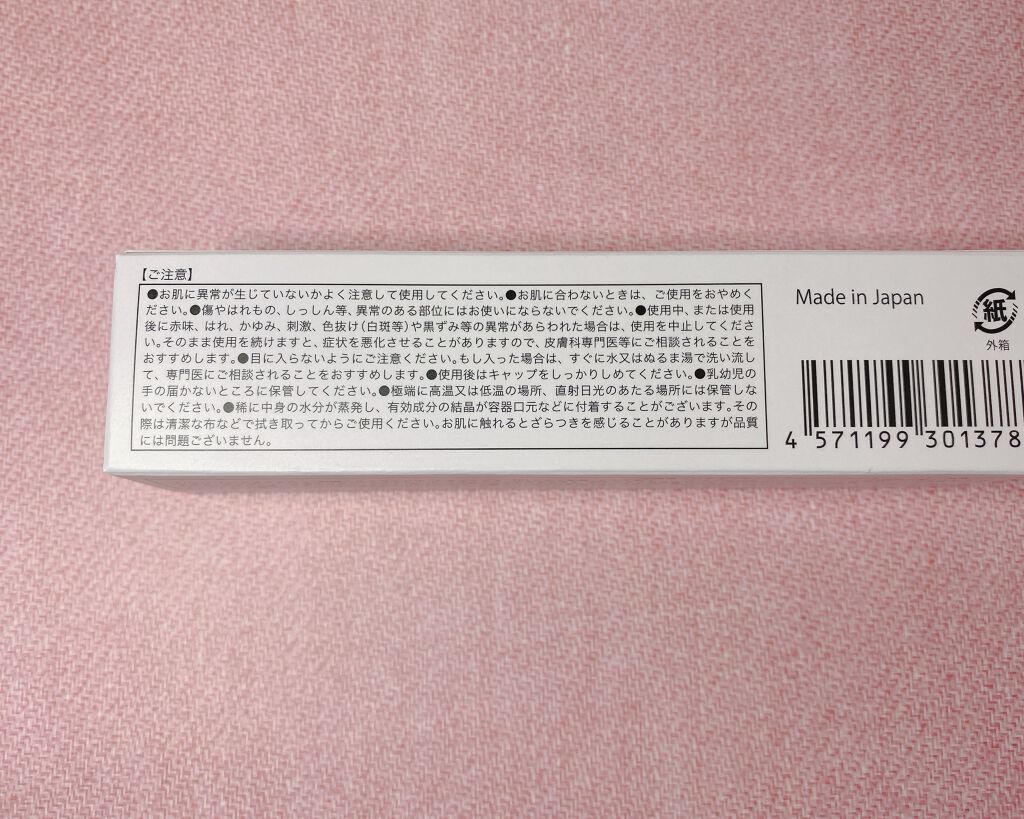 【ご注意】
●お肌に異常が生じていないかよく注意して使用してください。●お肌に合わないときは、ご使用をおやめく
ださい。●傷やはれもの、しっしん等、異常のある部位にはお使いにならないでください。●使用中、または使用
後に赤味、はれ、かゆみ、刺激、色抜け(白斑等)や黒ずみ等の異常があらわれた場合は、使用を中止してくださ
い。そのまま使用を続けますと、症状を悪化させることがありますので、皮膚科専門医等にご相談されることを
おすすめします。●目に入らないようにご注意ください。もし入った場合は、すぐに水又はぬるま湯で洗い流し
て、専門医にご相談されることをおすすめします。●使用後はキャップをしっかりしめてください。●乳幼児の
手の届かないところに保管してください。●極端に高温又は低温の場所、直射日光のあたる場所には保管しな
いでください。●稀に中身の水分が蒸発し、有効成分の結晶が容器口元などに付着することがございます。その
際は清潔な布などで拭き取ってからご使用ください。お肌に触れるとざらつきを感じることがありますが品質
には問題ございません。
Made in Japan
紙
外箱
4 571199 301378